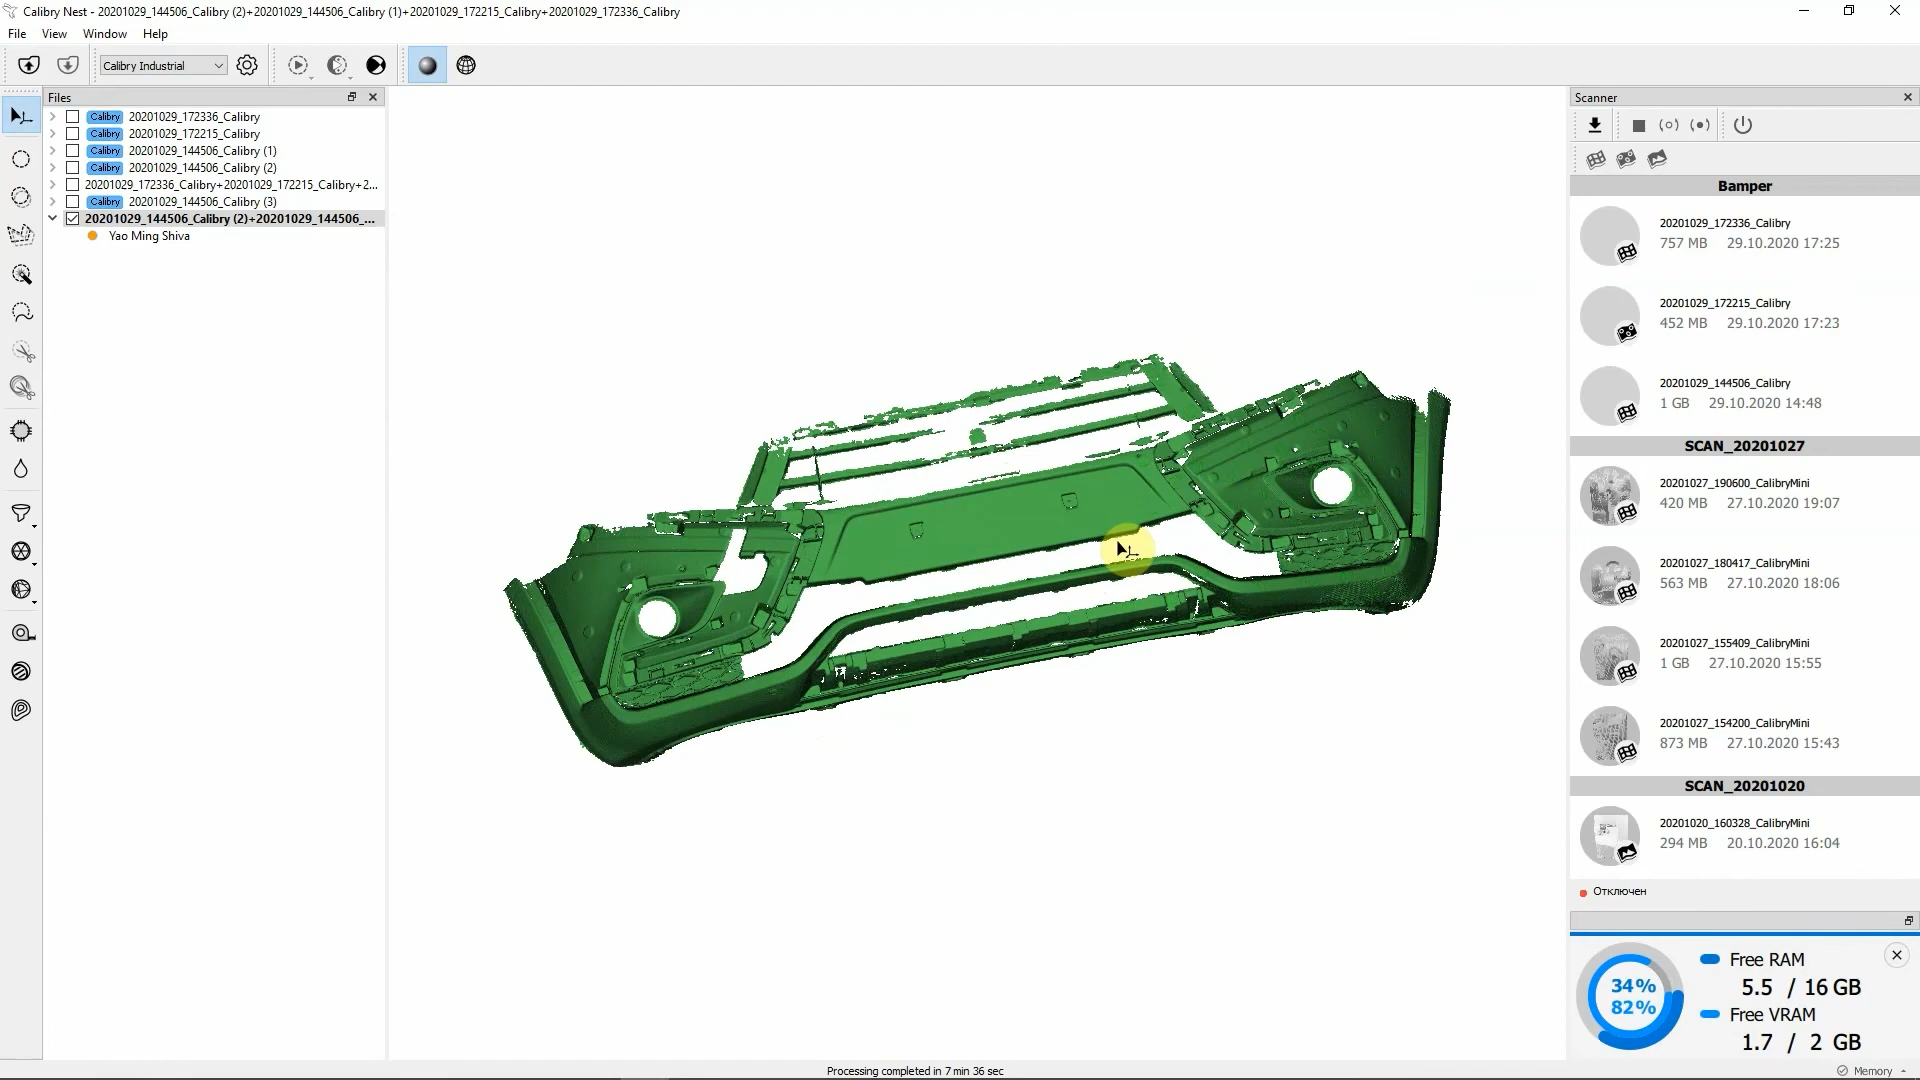 Calibry Nest - 20201029_144506_Calibry (2)+20201029_144506_Calibry (1)+20201029_172215_Calibry+20201029_172336_Calibry
File View Window Help
Calibry Industrial
Files
Calibry 20201029_172336_Calibry
Calibry 20201029_172215_Calibry
Calibry 20201029_144506_Calibry (1)
Calibry 20201029_144506_Calibry (2)
20201029_172336_Calibry+20201029_172215_Calibry+2...
Calibry 20201029_144506_Calibry (3)
20201029_144506_Calibry (2)+20201029_144506_...
Yao Ming Shiva
Scanner
Bamper
20201029_172336_Calibry
757 MB 29.10.2020 17:25
20201029_172215_Calibry
452 MB 29.10.2020 17:23
20201029_144506_Calibry
1 GB 29.10.2020 14:48
SCAN_20201027
20201027_190600_CalibryMini
420 MB 27.10.2020 19:07
20201027_180417_CalibryMini
563 MB 27.10.2020 18:06
20201027_155409_CalibryMini
1 GB 27.10.2020 15:55
20201027_154200_CalibryMini
873 MB 27.10.2020 15:43
SCAN_20201020
20201020_160328_CalibryMini
294 MB 20.10.2020 16:04
Отключен
34%
82%
Free RAM
5.5 / 16 GB
Free VRAM
1.7 / 2 GB
Processing completed in 7 min 36 sec
Memory